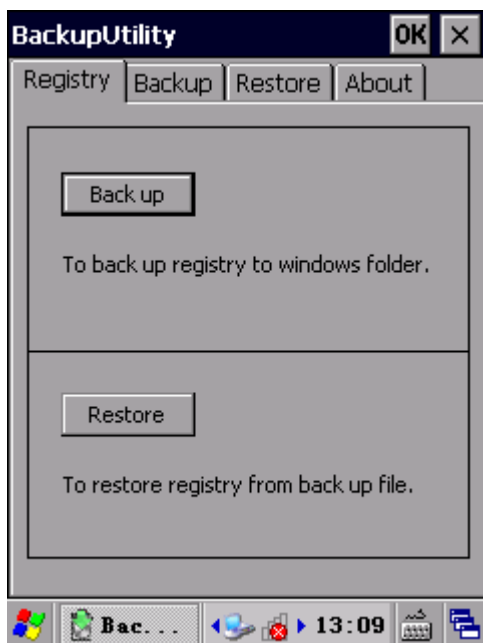 BackupUtility OK ×
Registry Backup Restore About
Back up
To back up registry to windows folder.
Restore
To restore registry from back up file.
Bac... 13:09